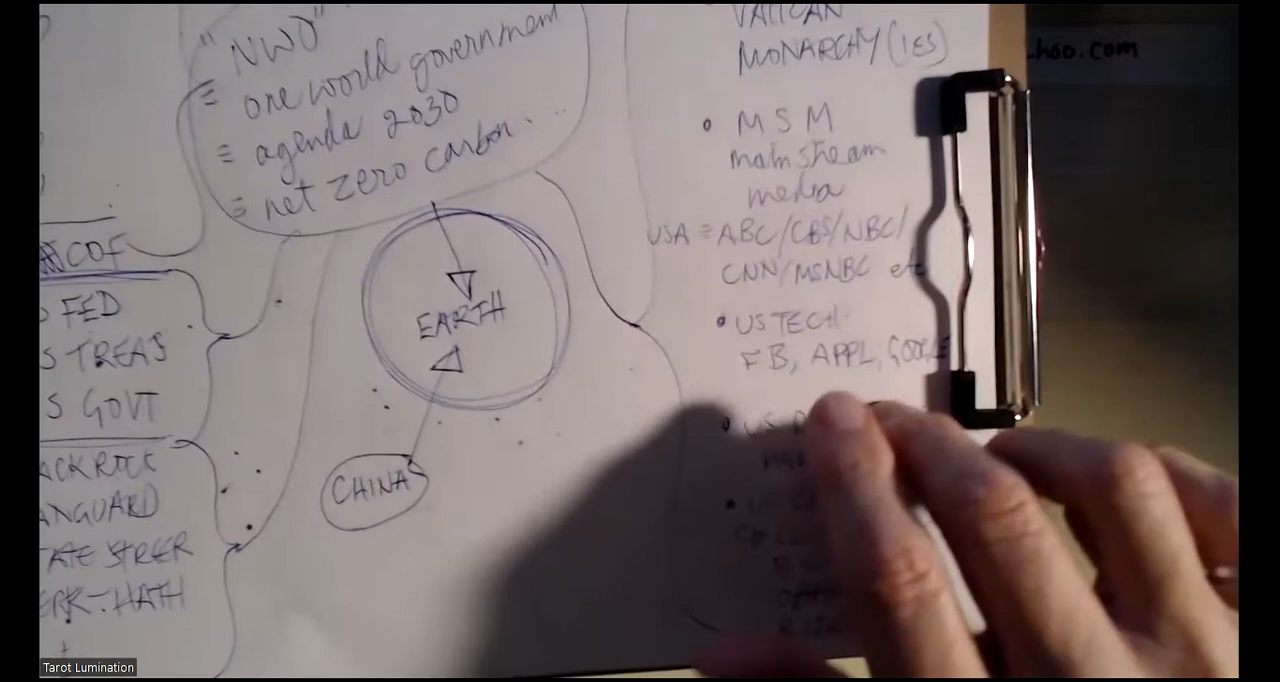 "NWO"
≡ one world government
≡ agenda 2030
≡ net zero carbon....
COF
FED
S TREAS
S GOVT
ACKROCK
ANGUARD
TATE STREET
ERK-HATH
EARTH
CHINA
VATICAN
MONARCHY (IES)
• MSM
mainstream
media
USA ≡ ABC/CBS/NBC/
CNN/MSNBC etc
• US TECH
FB, APPL, GOOGLE
• US
hoo.com
Tarot Lumination